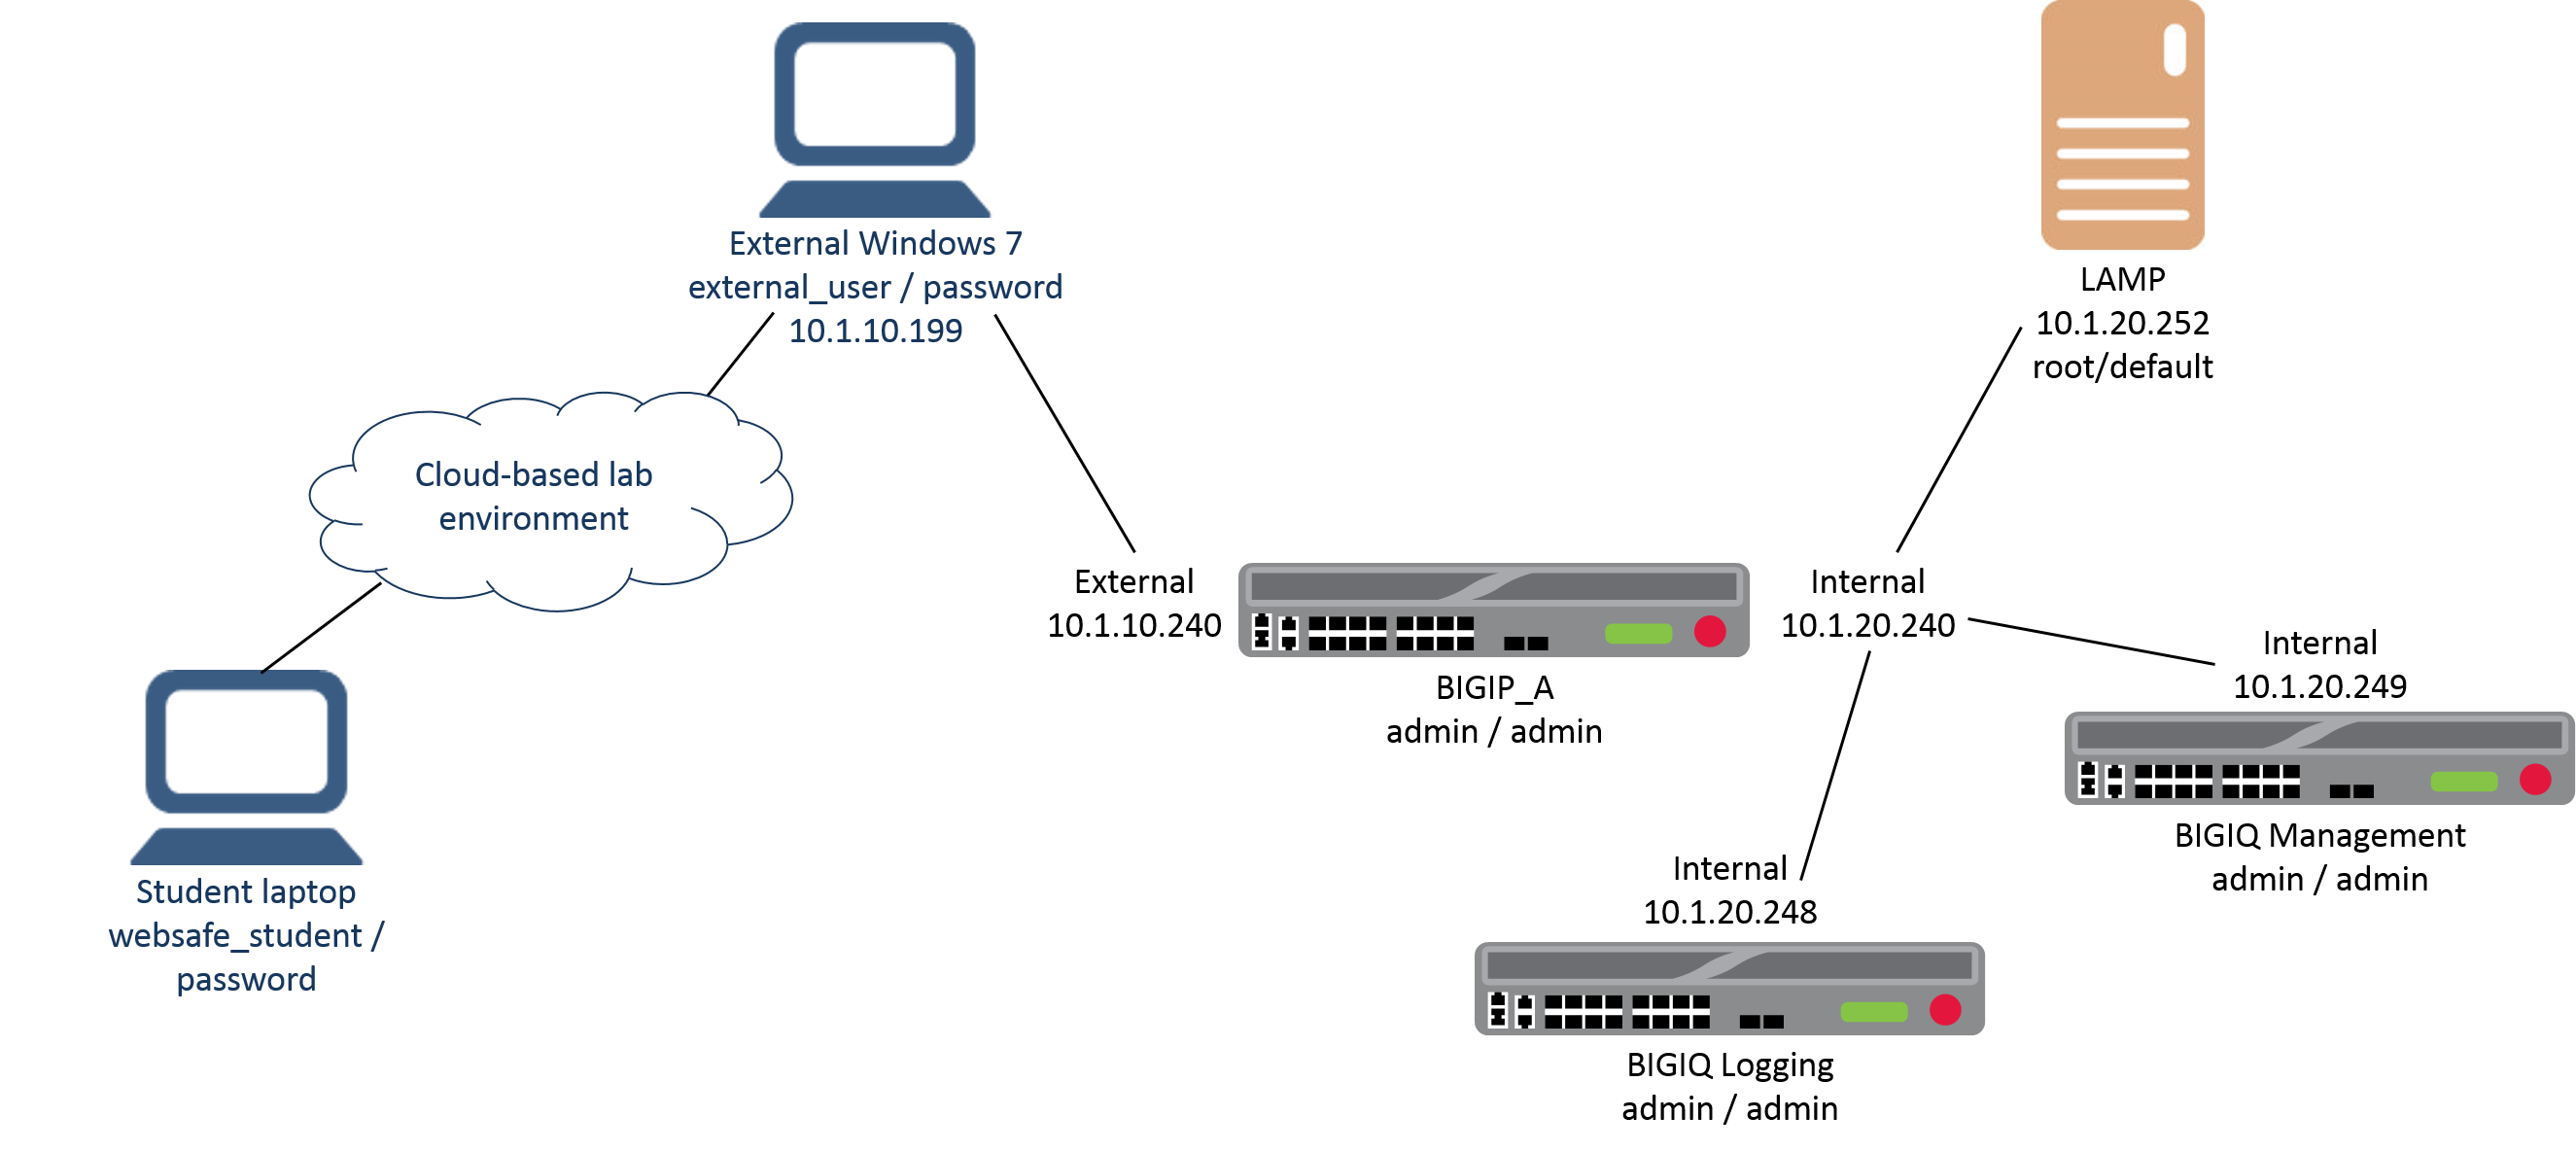 External Windows 7
external_user / password
10.1.10.199
LAMP
10.1.20.252
root/default
Cloud-based lab
environment
External
10.1.10.240
BIGIP_A
admin / admin
Internal
10.1.20.240
Internal
10.1.20.249
BIGIQ Management
admin / admin
Student laptop
websafe_student /
password
Internal
10.1.20.248
BIGIQ Logging
admin / admin